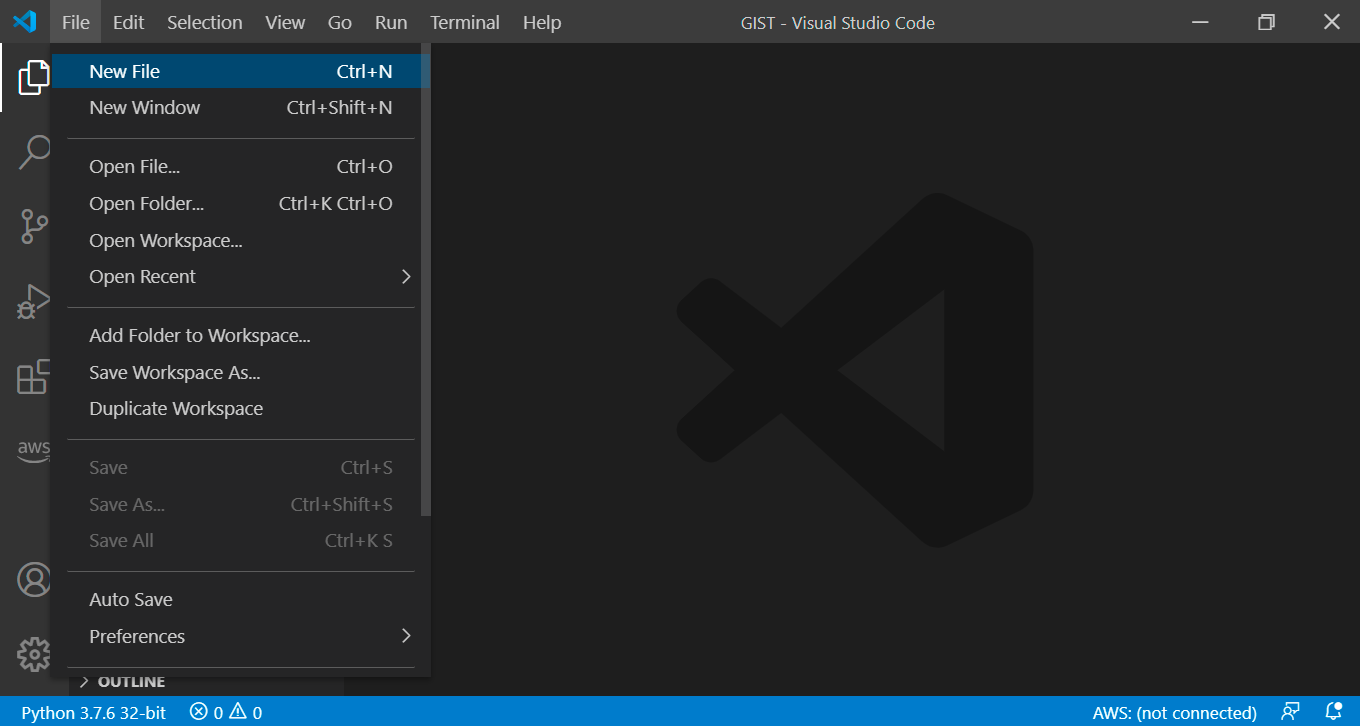 File Edit Selection View Go Run Terminal Help GIST - Visual Studio Code
New File Ctrl+N
New Window Ctrl+Shift+N
Open File... Ctrl+O
Open Folder... Ctrl+K Ctrl+O
Open Workspace...
Open Recent
Add Folder to Workspace...
Save Workspace As...
Duplicate Workspace
aws
Save Ctrl+S
Save As... Ctrl+Shift+S
Save All Ctrl+K S
Auto Save
Preferences
OUTLINE
Python 3.7.6 32-bit 0 0 AWS: (not connected)